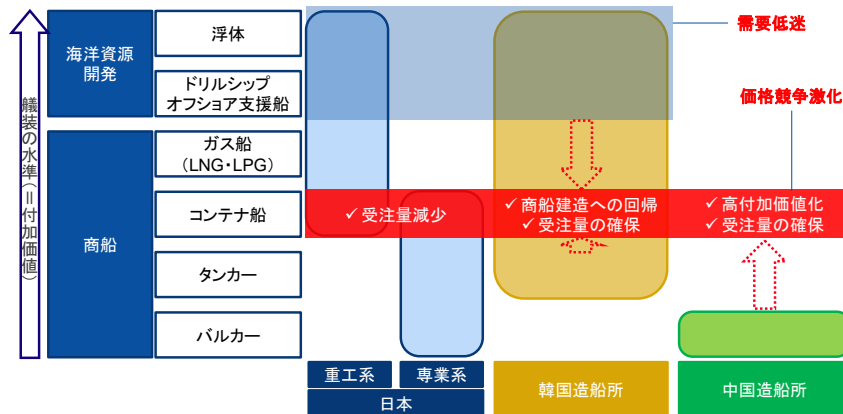 艤装の水準(＝付加価値)
海洋資源
開発
浮体
ドリルシップ
オフショア支援船
商船
ガス船
(LNG・LPG)
コンテナ船
タンカー
バルカー
需要低迷
価格競争激化
✓ 受注量減少
✓ 商船建造への回帰
✓ 受注量の確保
✓ 高付加価値化
✓ 受注量の確保
重工系
専業系
日本
韓国造船所
中国造船所